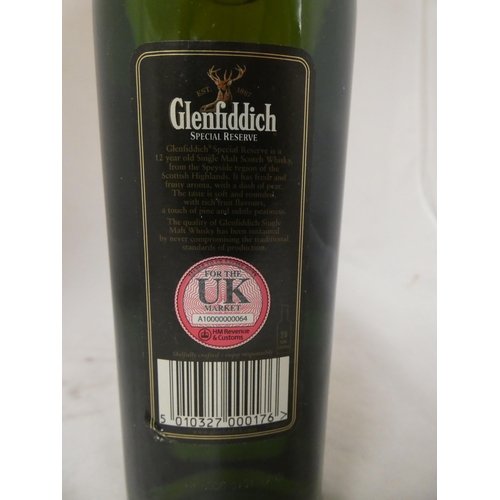 EST. 1887
Glenfiddich
SPECIAL RESERVE
Glenfiddich® Special Reserve is a
12 year old Single Malt Scotch Whisky,
from the Speyside region of the
Scottish Highlands. It has fresh and
fruity aroma, with a dash of pear.
The taste is soft and rounded,
with rich fruit flavours,
a touch of pine and subtle peatiness.
The quality of Glenfiddich Single
Malt Whisky has been sustained
by never compromising the traditional
standards of production.
FOR THE
UK
MARKET
A10000000064
HM Revenue
& Customs
5 010327 000176 >